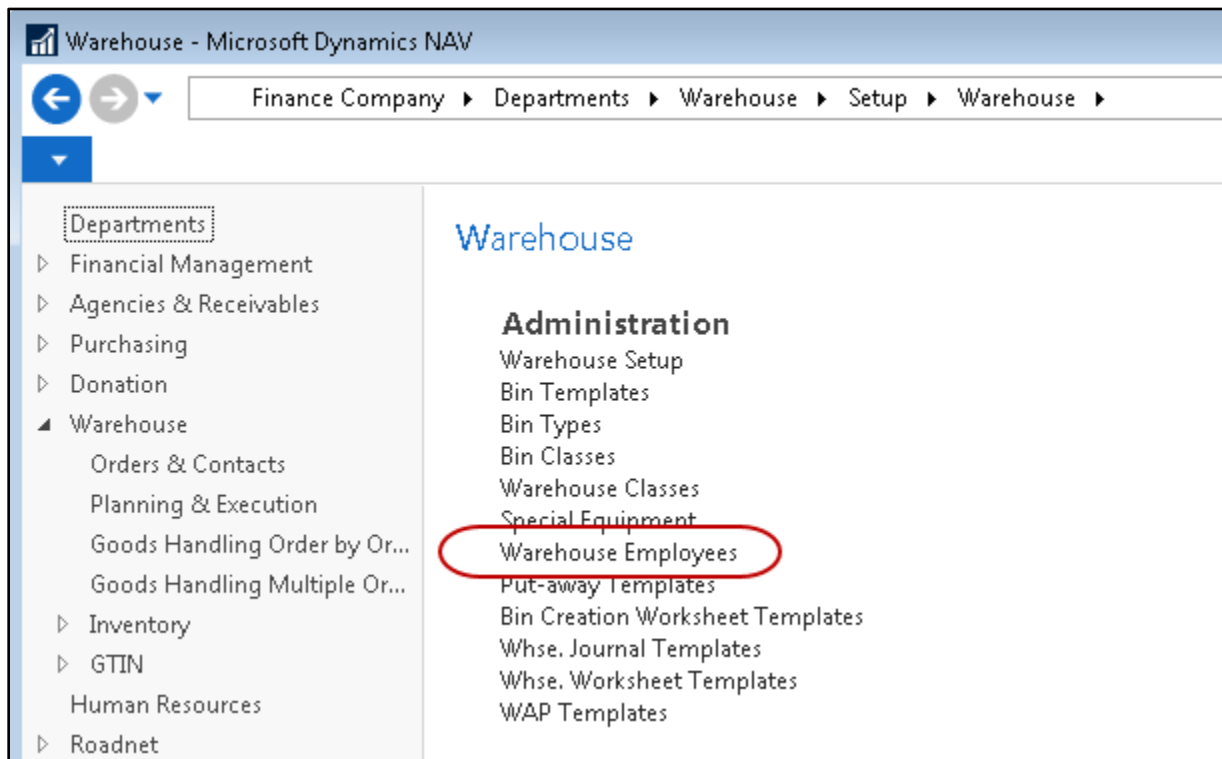 Warehouse - Microsoft Dynamics NAV
Finance Company ▸ Departments ▸ Warehouse ▸ Setup ▸ Warehouse ▸
Departments
Financial Management
Agencies & Receivables
Purchasing
Donation
Warehouse
Orders & Contacts
Planning & Execution
Goods Handling Order by Or...
Goods Handling Multiple Or...
Inventory
GTIN
Human Resources
Roadnet
Warehouse
Administration
Warehouse Setup
Bin Templates
Bin Types
Bin Classes
Warehouse Classes
Special Equipment
Warehouse Employees
Put-away Templates
Bin Creation Worksheet Templates
Whse. Journal Templates
Whse. Worksheet Templates
WAP Templates